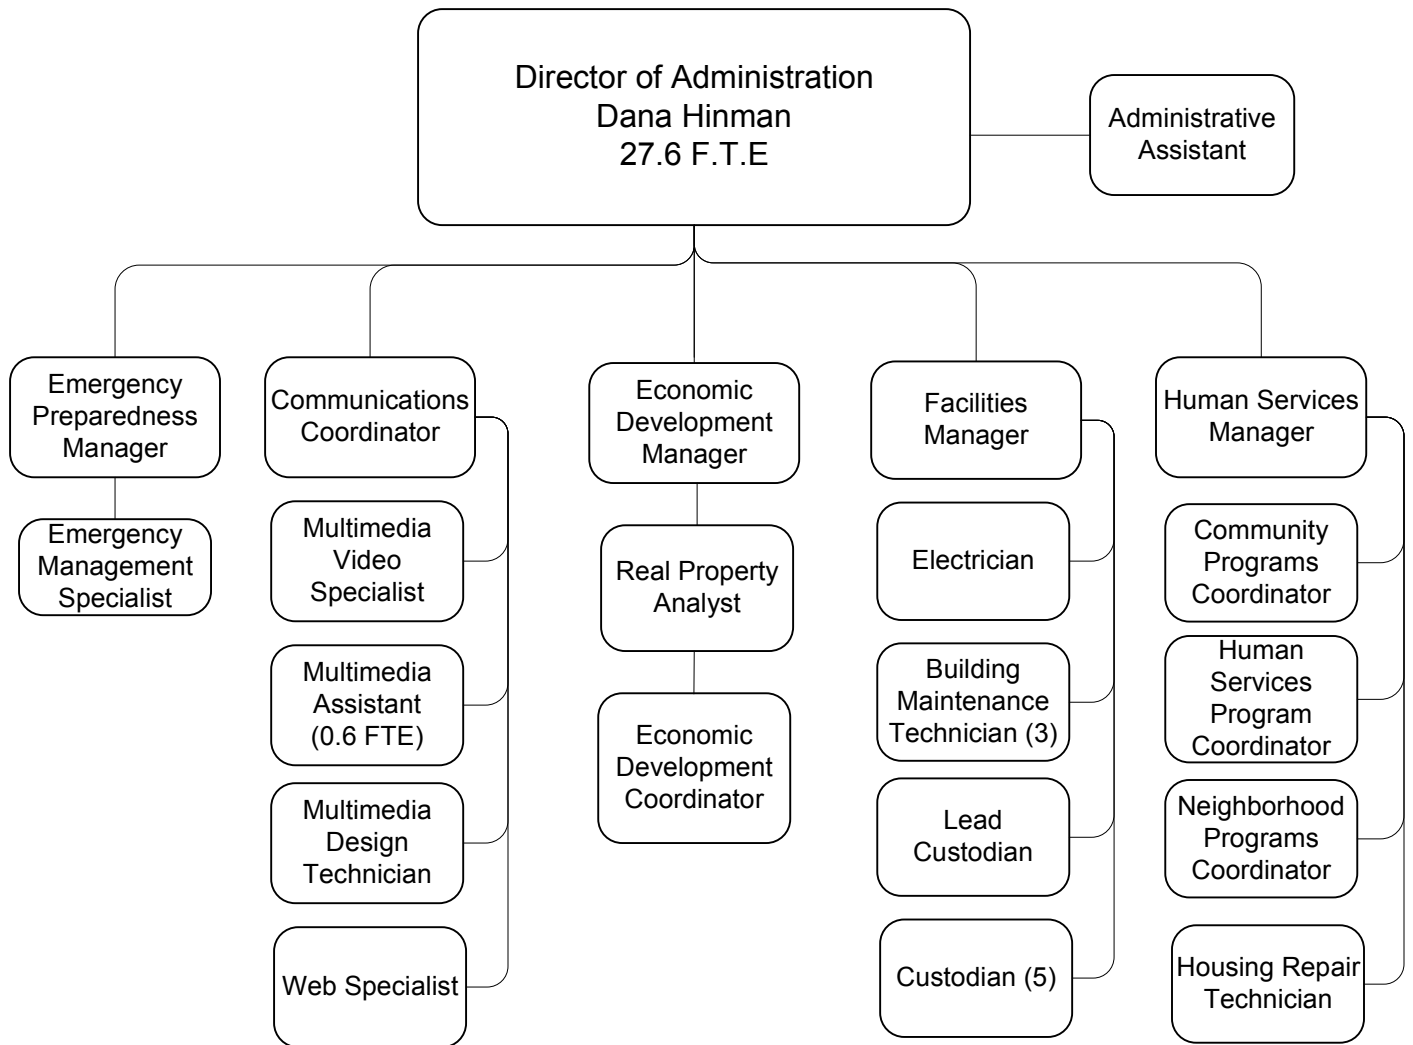 Director of Administration
Dana Hinman
27.6 F.T.E
Administrative
Assistant
Emergency
Preparedness
Manager
Emergency
Management
Specialist
Communications
Coordinator
Multimedia
Video
Specialist
Multimedia
Assistant
(0.6 FTE)
Multimedia
Design
Technician
Web Specialist
Economic
Development
Manager
Real Property
Analyst
Economic
Development
Coordinator
Facilities
Manager
Electrician
Building
Maintenance
Technician (3)
Lead
Custodian
Custodian (5)
Human Services
Manager
Community
Programs
Coordinator
Human
Services
Program
Coordinator
Neighborhood
Programs
Coordinator
Housing Repair
Technician